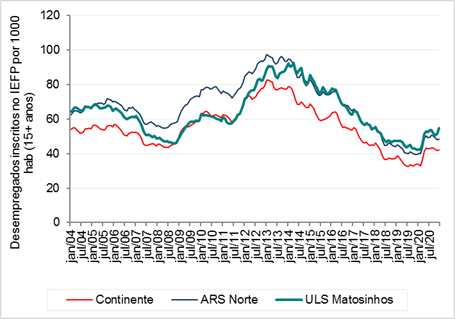 Desempregados inscritos no IEFP por 1000
hab (15+ anos)
120
100
80
60
40
20
0
jan/04
jul/04
jan/05
jul/05
jan/06
jul/06
jan/07
jul/07
jan/08
jul/08
jan/09
jul/09
jan/10
jul/10
jan/11
jul/11
jan/12
jul/12
jan/13
jul/13
jan/14
jul/14
jan/15
jul/15
jan/16
jul/16
jan/17
jul/17
jan/18
jul/18
jan/19
jul/19
jan/20
jul/20
Continente
ARS Norte
ULS Matosinhos